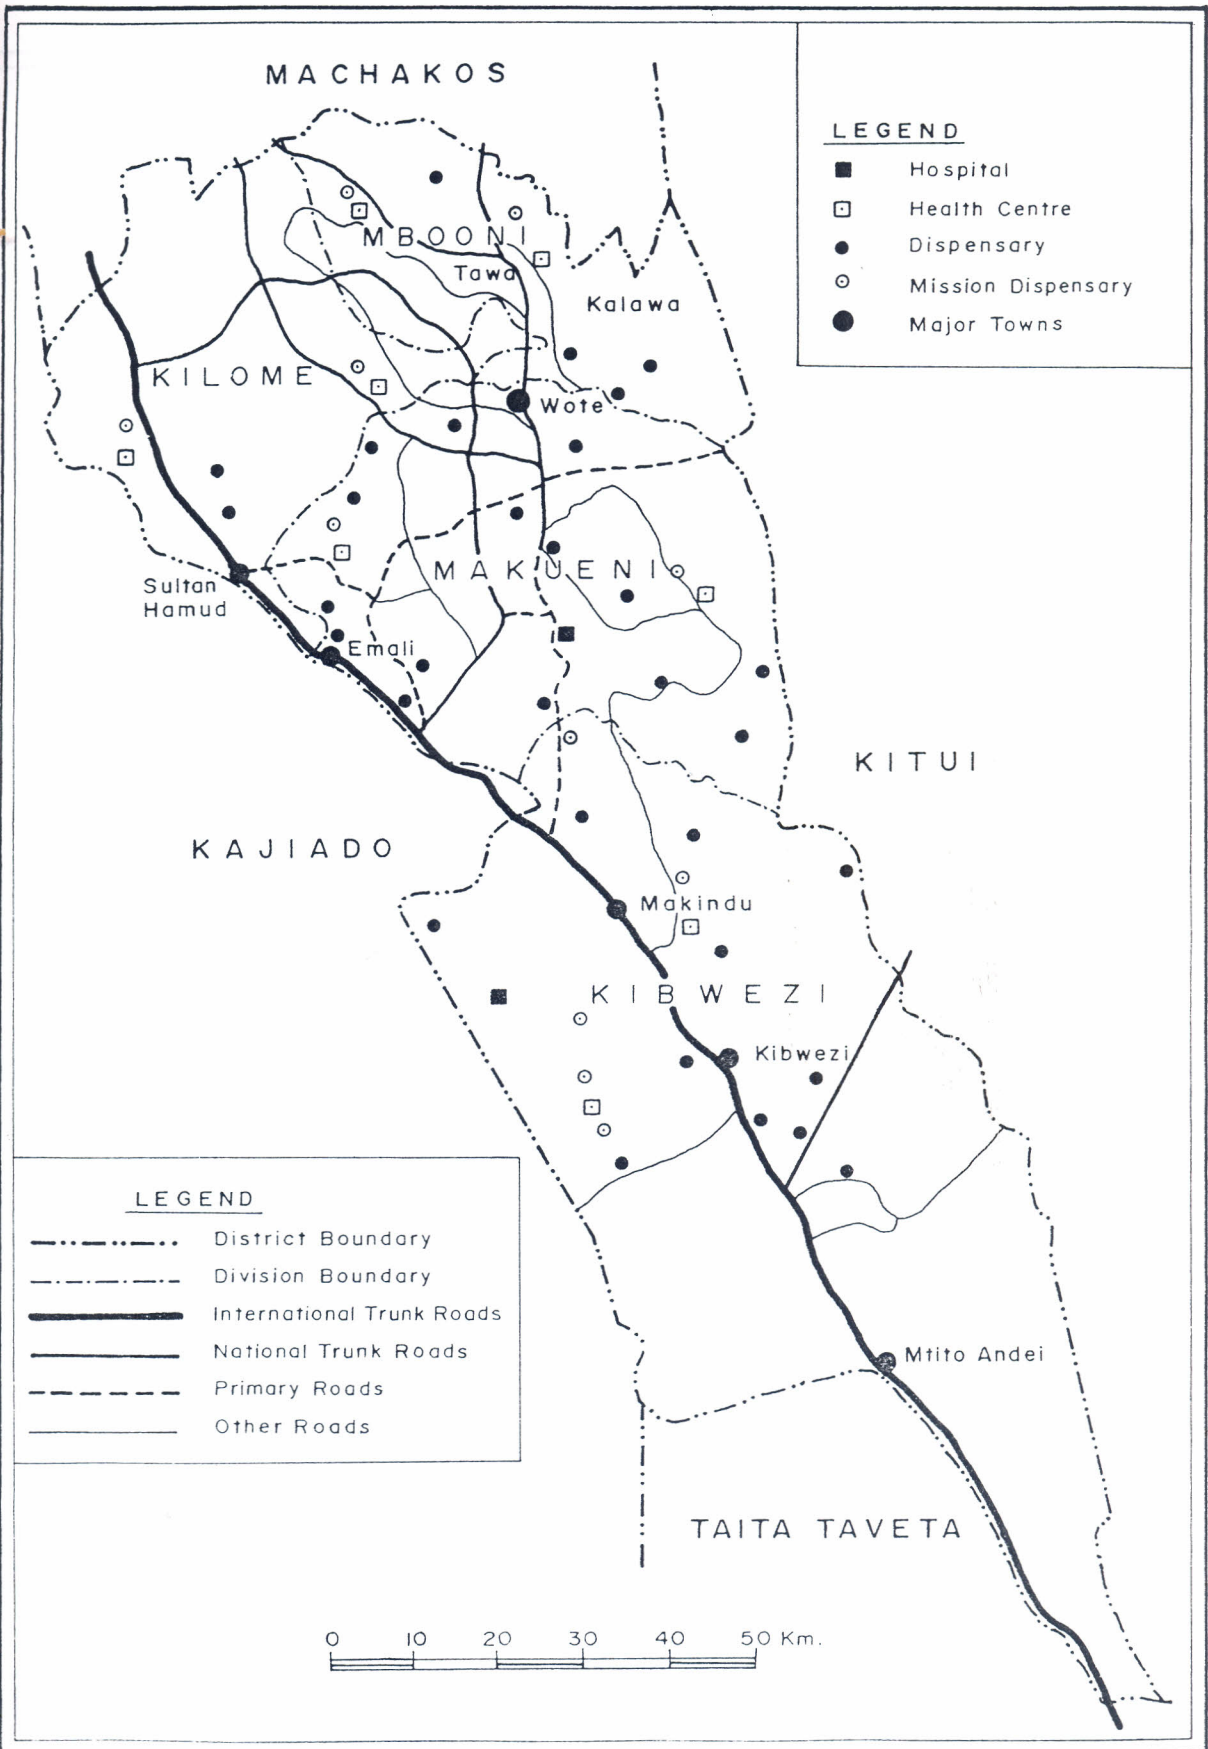 MACHAKOS
LEGEND
Hospital
Health Centre
Dispensary
Mission Dispensary
Major Towns
MBOONI
Tawa
Kalawa
KILOME
Wote
MAKUENI
Sultan
Hamud
Emali
KITUI
KAJIADO
Makindu
KIBWEZI
Kibwezi
LEGEND
District Boundary
Division Boundary
International Trunk Roads
National Trunk Roads
Primary Roads
Other Roads
Mtito Andei
TAITA TAVETA
0 10 20 30 40 50 Km.